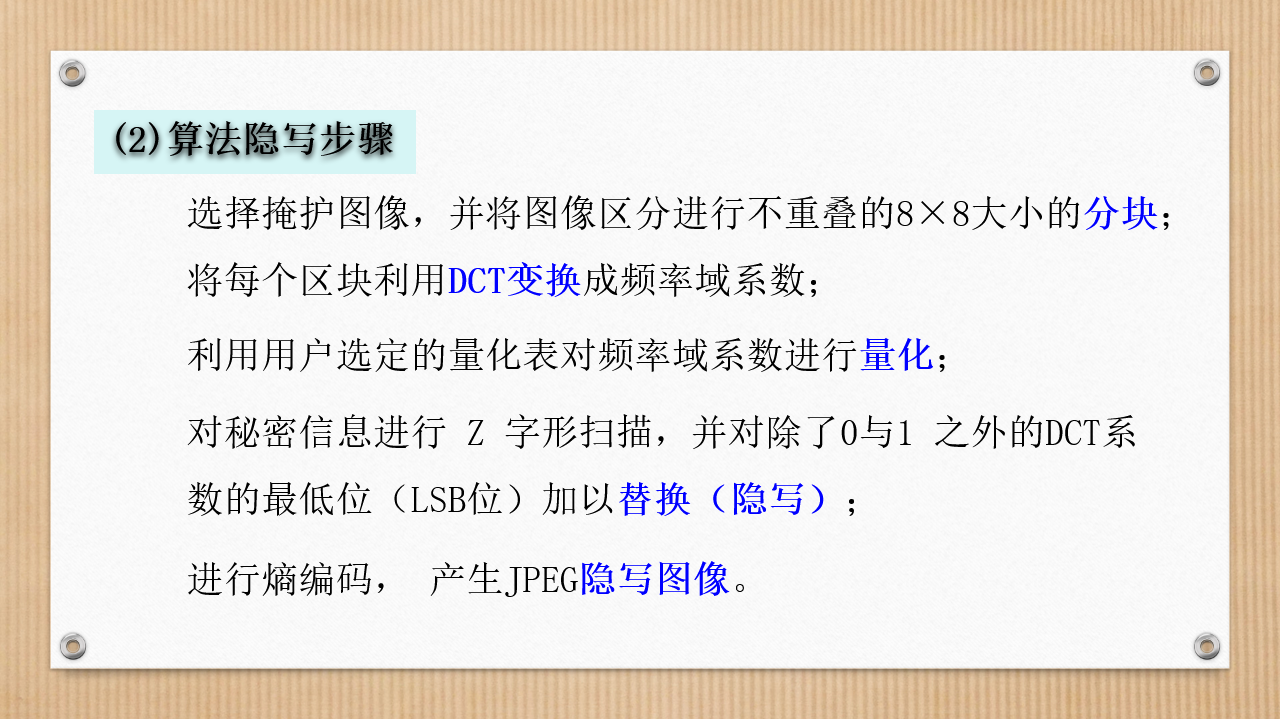 (2)算法隐写步骤
选择掩护图像，并将图像区分进行不重叠的8×8大小的分块；
将每个区块利用DCT变换成频率域系数；
利用用户选定的量化表对频率域系数进行量化；
对秘密信息进行 Z 字形扫描，并对除了0与1 之外的DCT系
数的最低位（LSB位）加以替换（隐写）；
进行熵编码， 产生JPEG隐写图像。